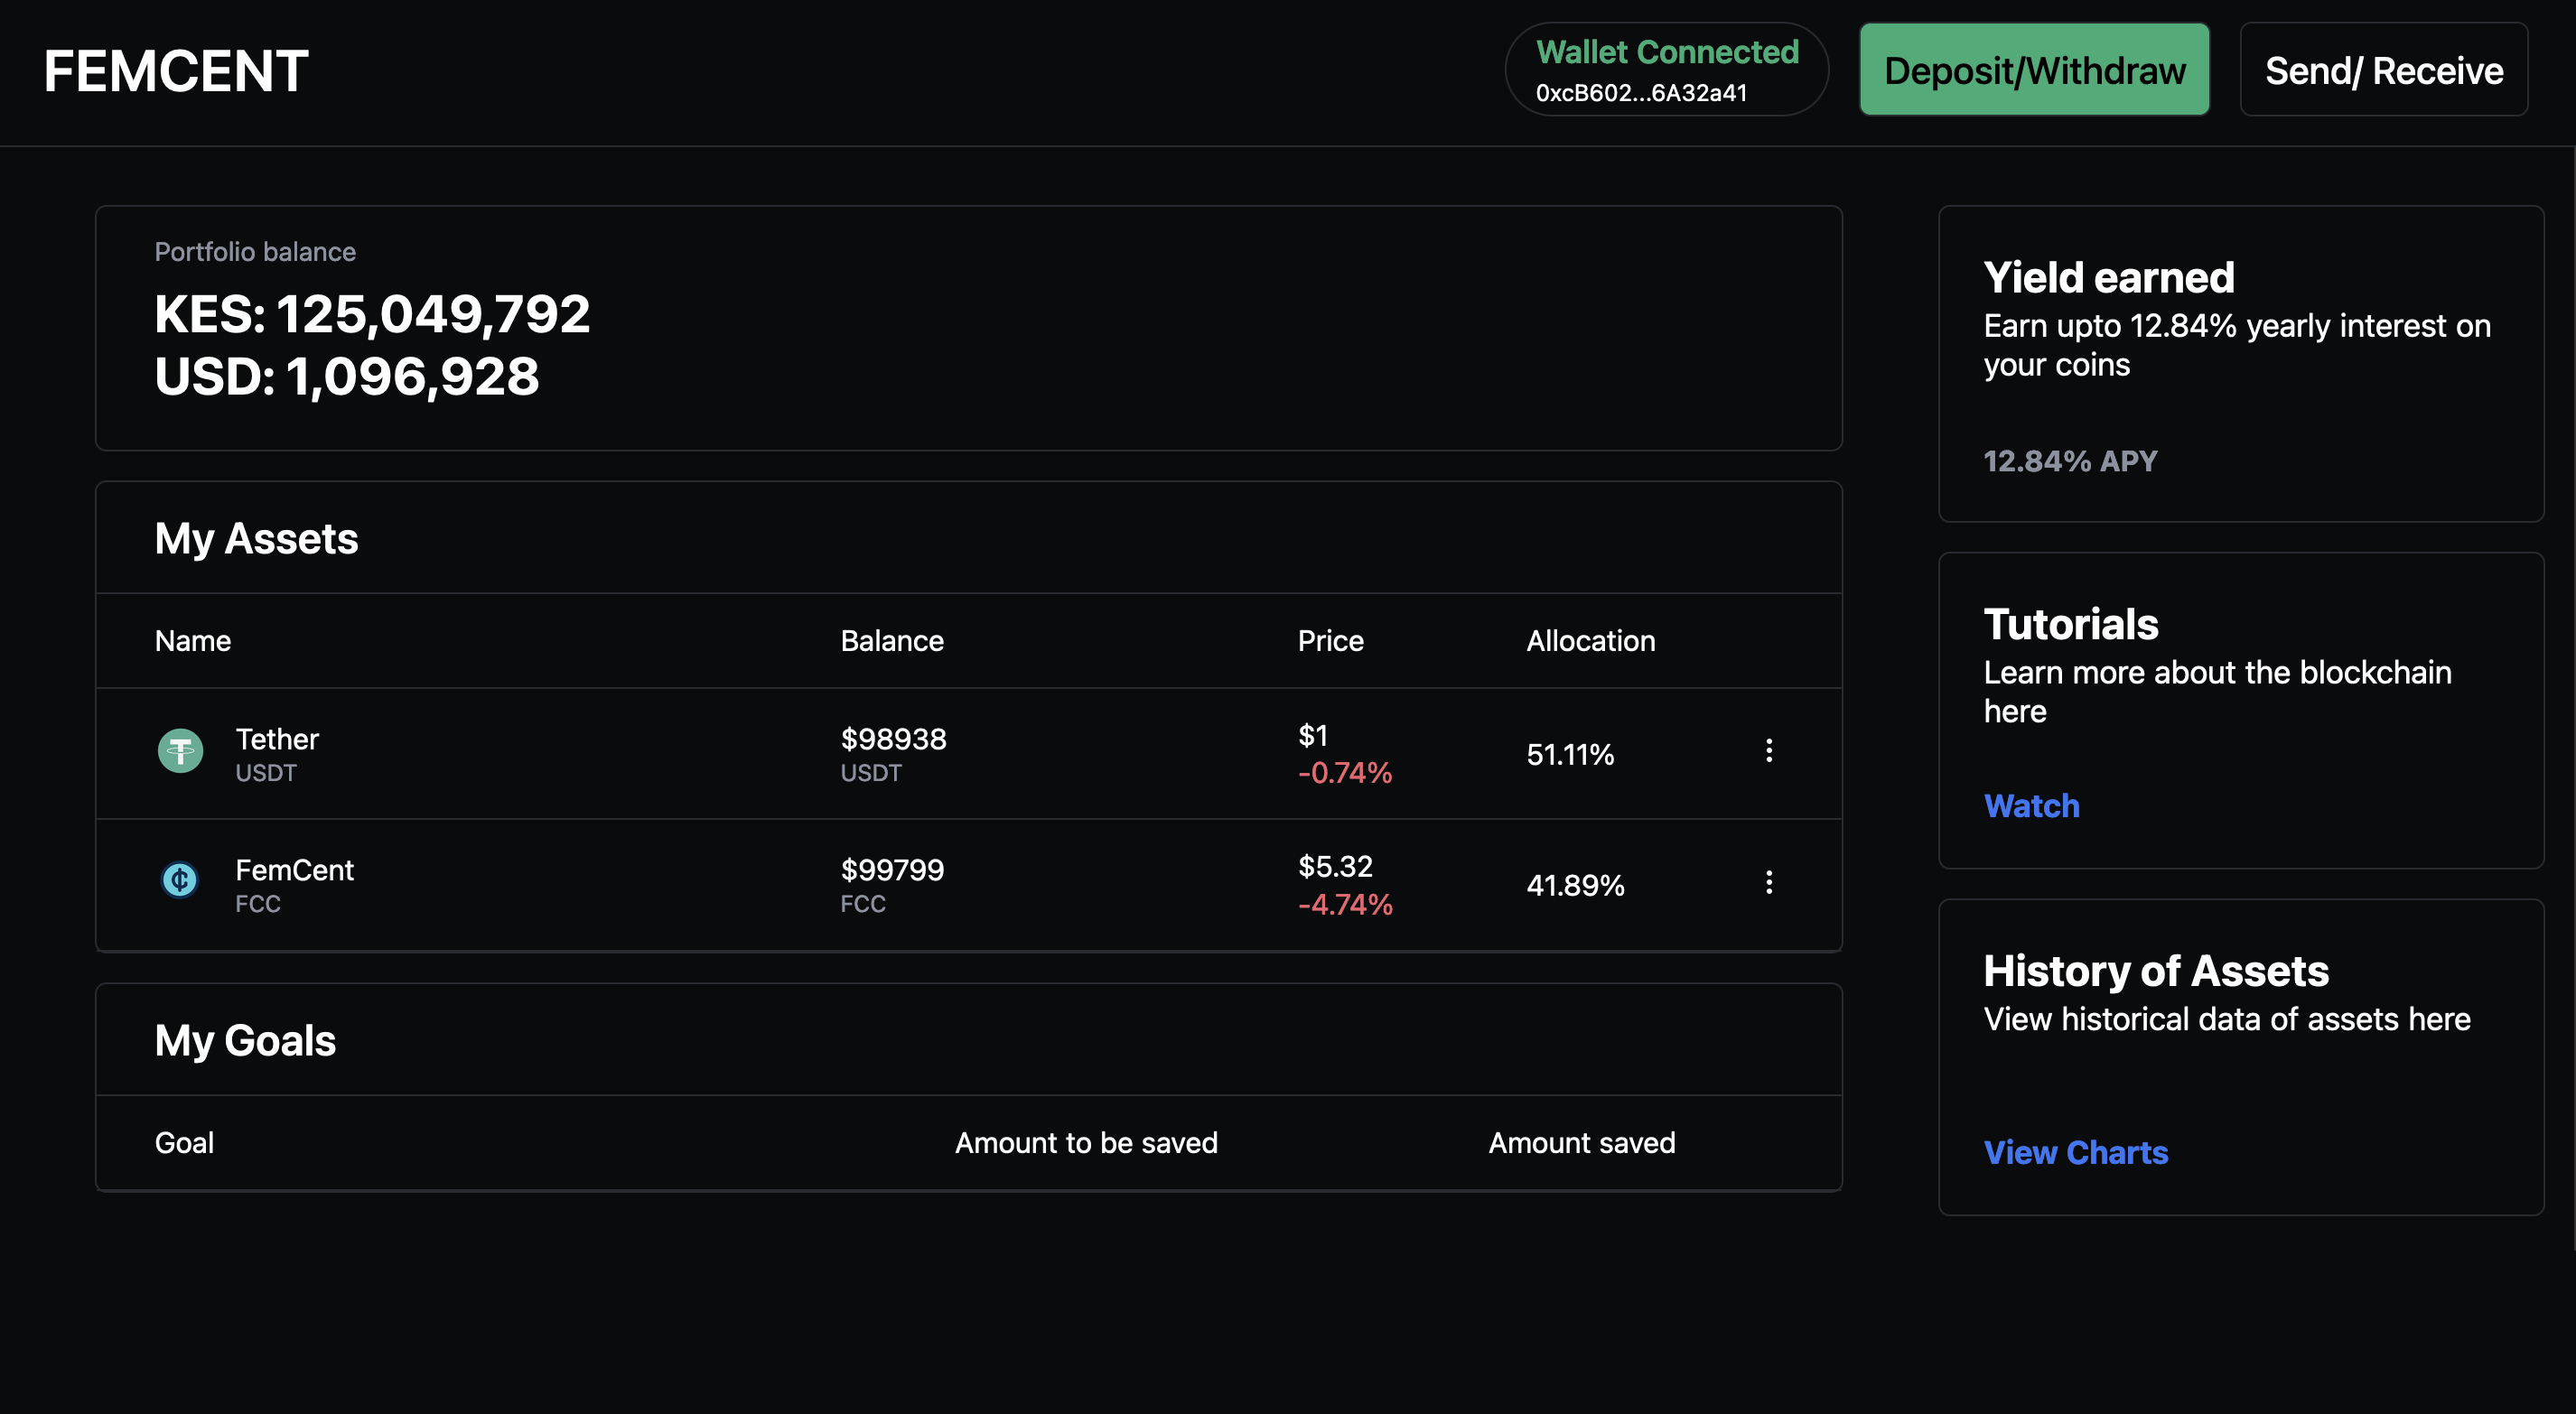 FEMCENT
Wallet Connected
0xcB602...6A32a41
Deposit/Withdraw
Send/ Receive
Portfolio balance
KES: 125,049,792
USD: 1,096,928
My Assets
Name Balance Price Allocation
Tether $98938 $1 51.11%
USDT USDT -0.74%
FemCent $99799 $5.32 41.89%
FCC FCC -4.74%
My Goals
Goal Amount to be saved Amount saved
Yield earned
Earn upto 12.84% yearly interest on
your coins
12.84% APY
Tutorials
Learn more about the blockchain
here
Watch
History of Assets
View historical data of assets here
View Charts